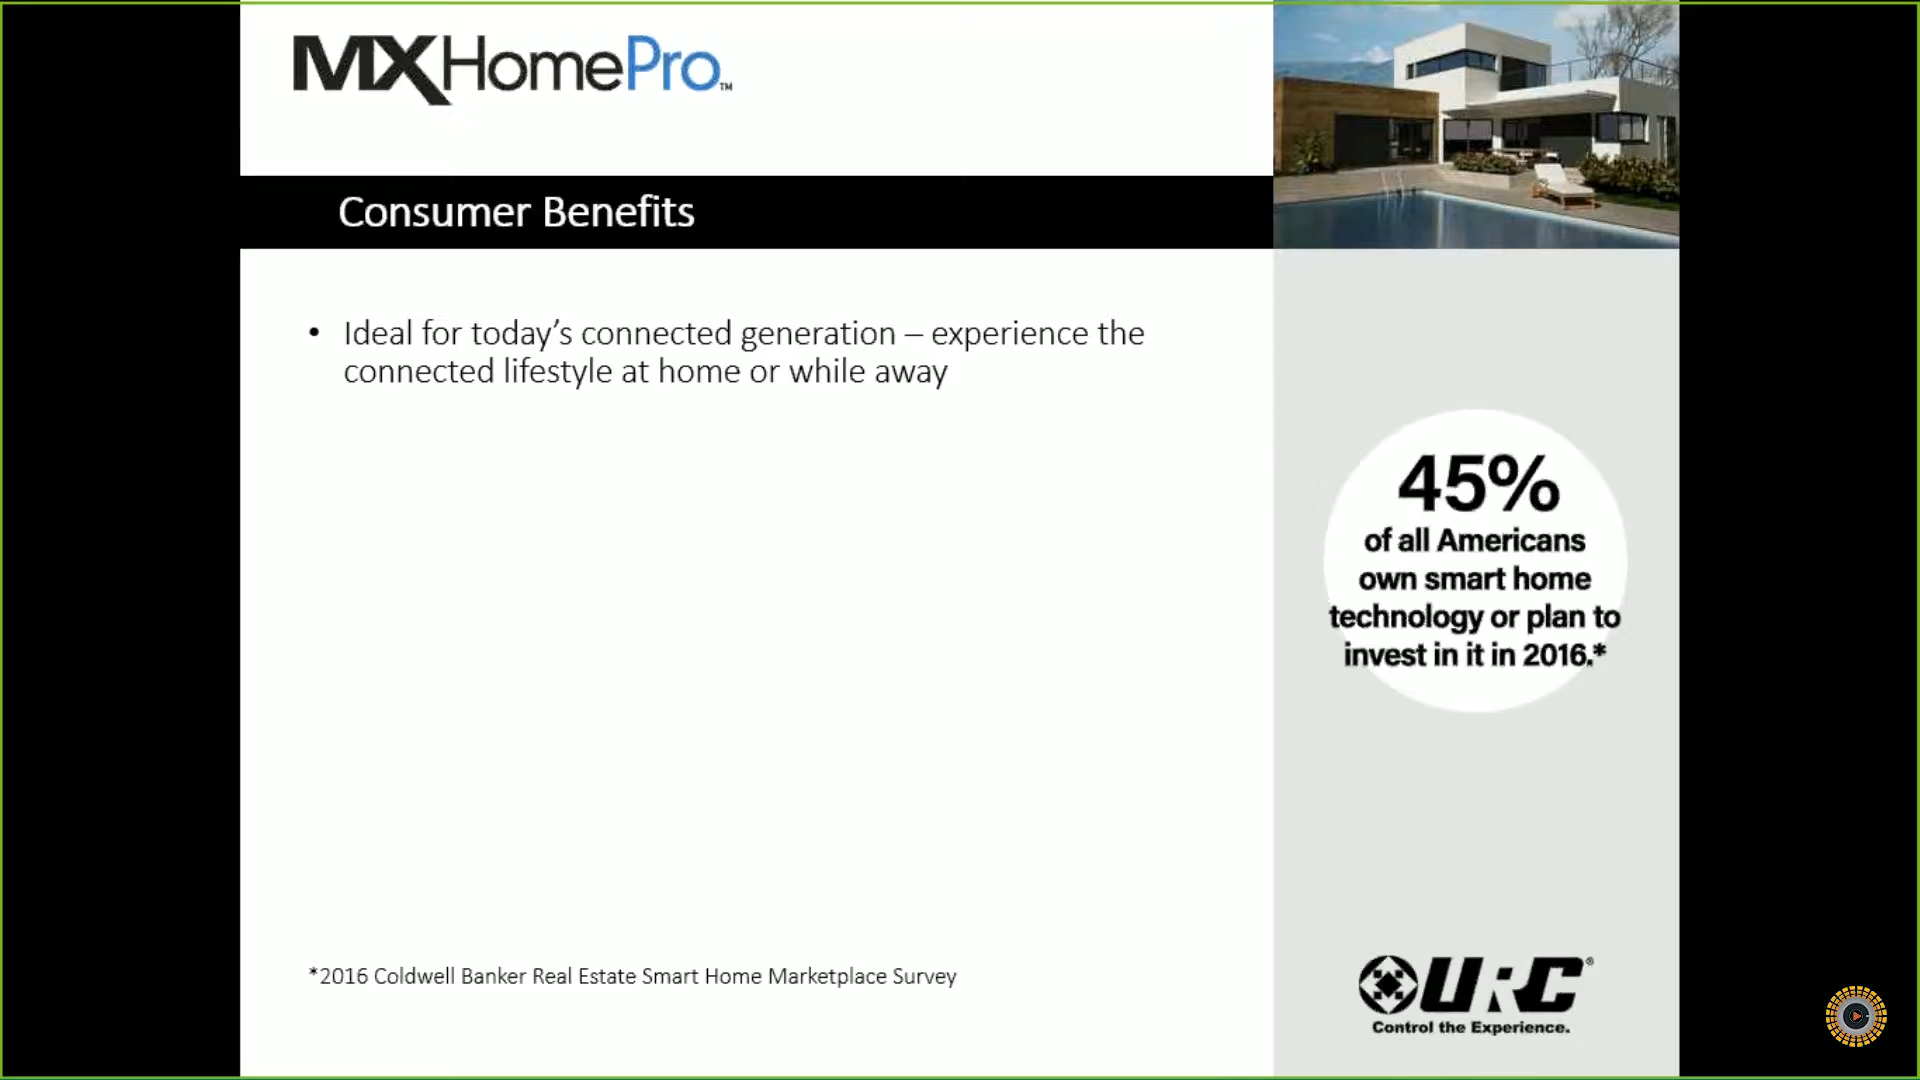 MXHomePro™
Consumer Benefits
• Ideal for today’s connected generation – experience the
connected lifestyle at home or while away
45%
of all Americans
own smart home
technology or plan to
invest in it in 2016.*
*2016 Coldwell Banker Real Estate Smart Home Marketplace Survey
URC®
Control the Experience.